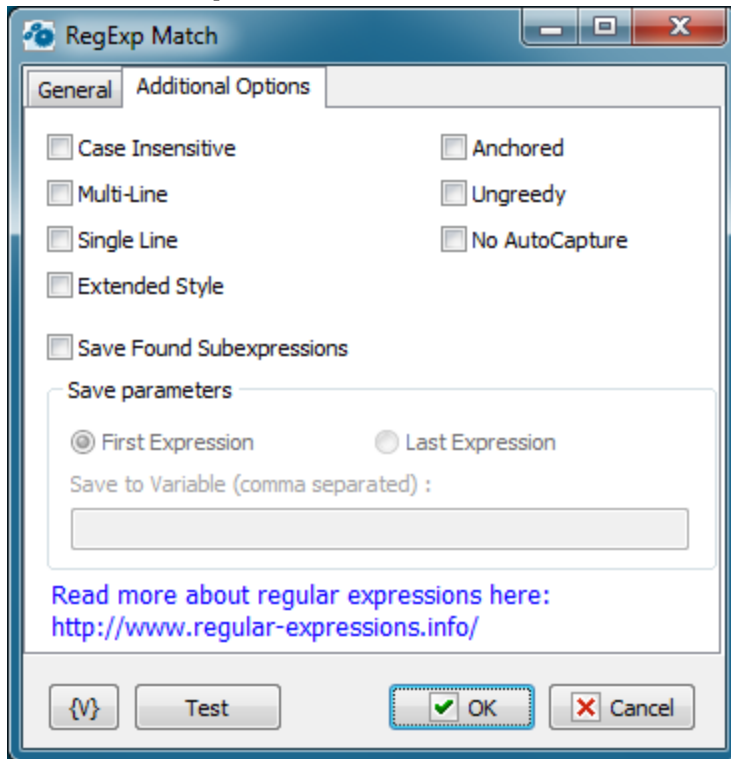 RegExp Match
General Additional Options
Case Insensitive Anchored
Multi-Line Ungreedy
Single Line No AutoCapture
Extended Style
Save Found Subexpressions
Save parameters
First Expression Last Expression
Save to Variable (comma separated) :
Read more about regular expressions here:
http://www.regular-expressions.info/
{V} Test OK Cancel